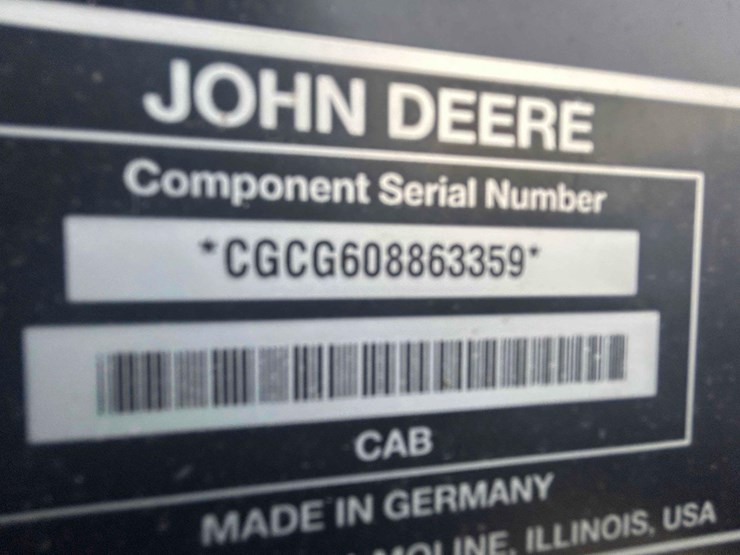 JOHN DEERE
Component Serial Number
*CGCG608863359*
CAB
MADE IN GERMANY
MOLINE, ILLINOIS, USA